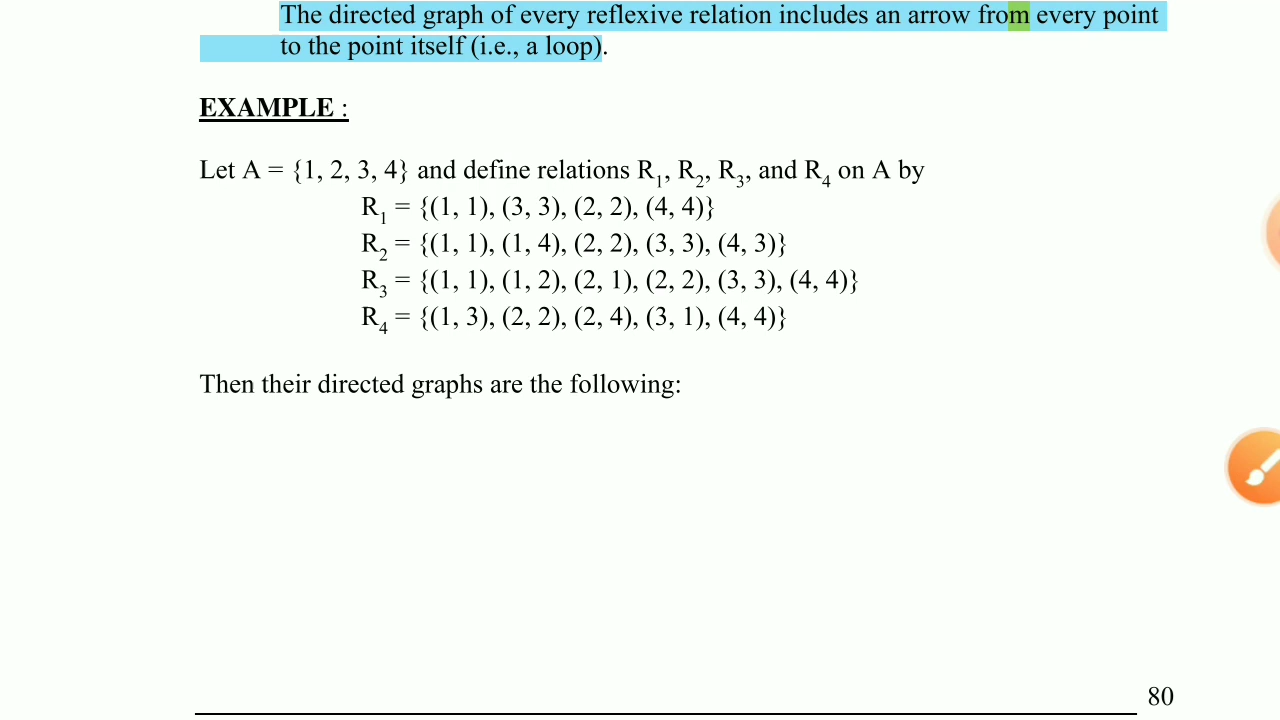 The directed graph of every reflexive relation includes an arrow from every point
to the point itself (i.e., a loop).
EXAMPLE :
Let A = {1, 2, 3, 4} and define relations R₁, R₂, R₃, and R₄ on A by
R₁ = {(1, 1), (3, 3), (2, 2), (4, 4)}
R₂ = {(1, 1), (1, 4), (2, 2), (3, 3), (4, 3)}
R₃ = {(1, 1), (1, 2), (2, 1), (2, 2), (3, 3), (4, 4)}
R₄ = {(1, 3), (2, 2), (2, 4), (3, 1), (4, 4)}
Then their directed graphs are the following:
80